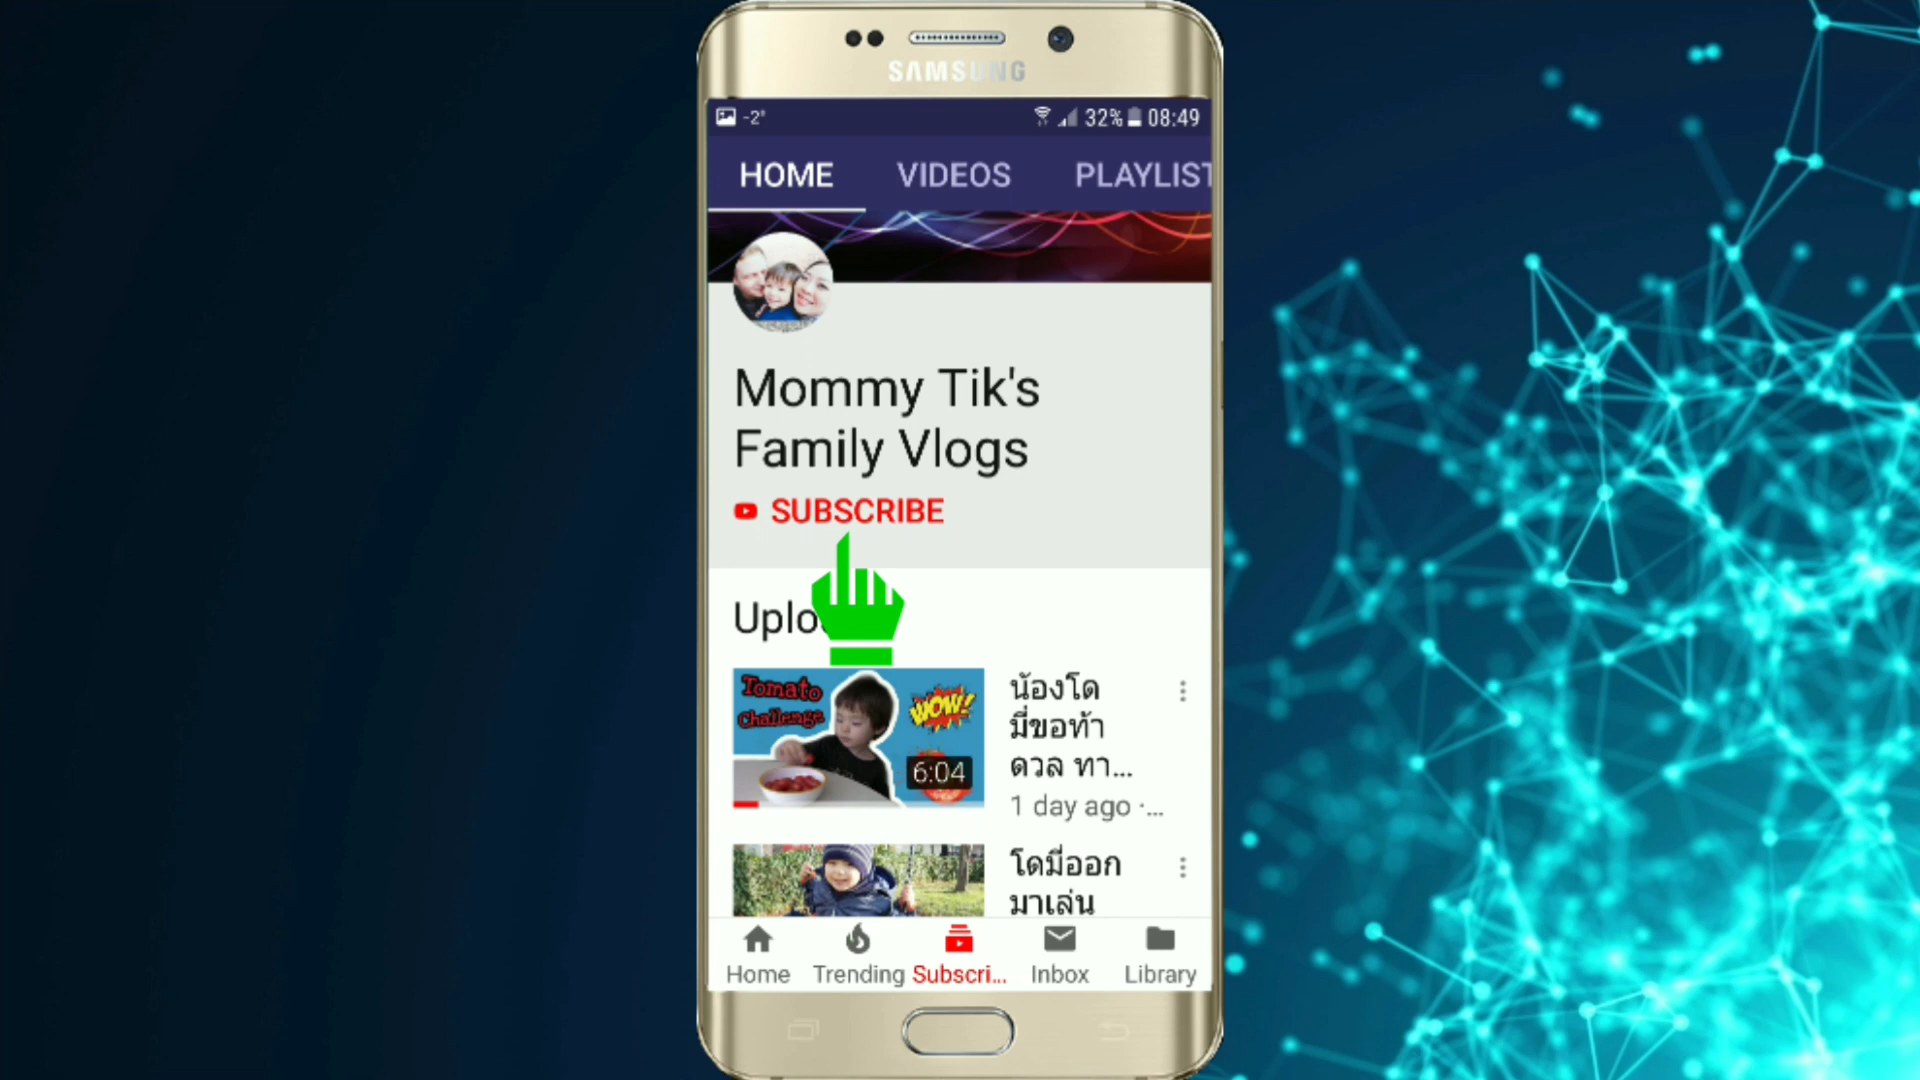 SAMSUNG
-2°
32% 08:49
HOME VIDEOS PLAYLIST
Mommy Tik's
Family Vlogs
SUBSCRIBE
Uplo
Tomato
Challenge
WOW!
6:04
น้องโด
มี่ขอท้า
ดวล ทา...
1 day ago ·...
โดมี่ออก
มาเล่น
Home Trending Subscri... Inbox Library